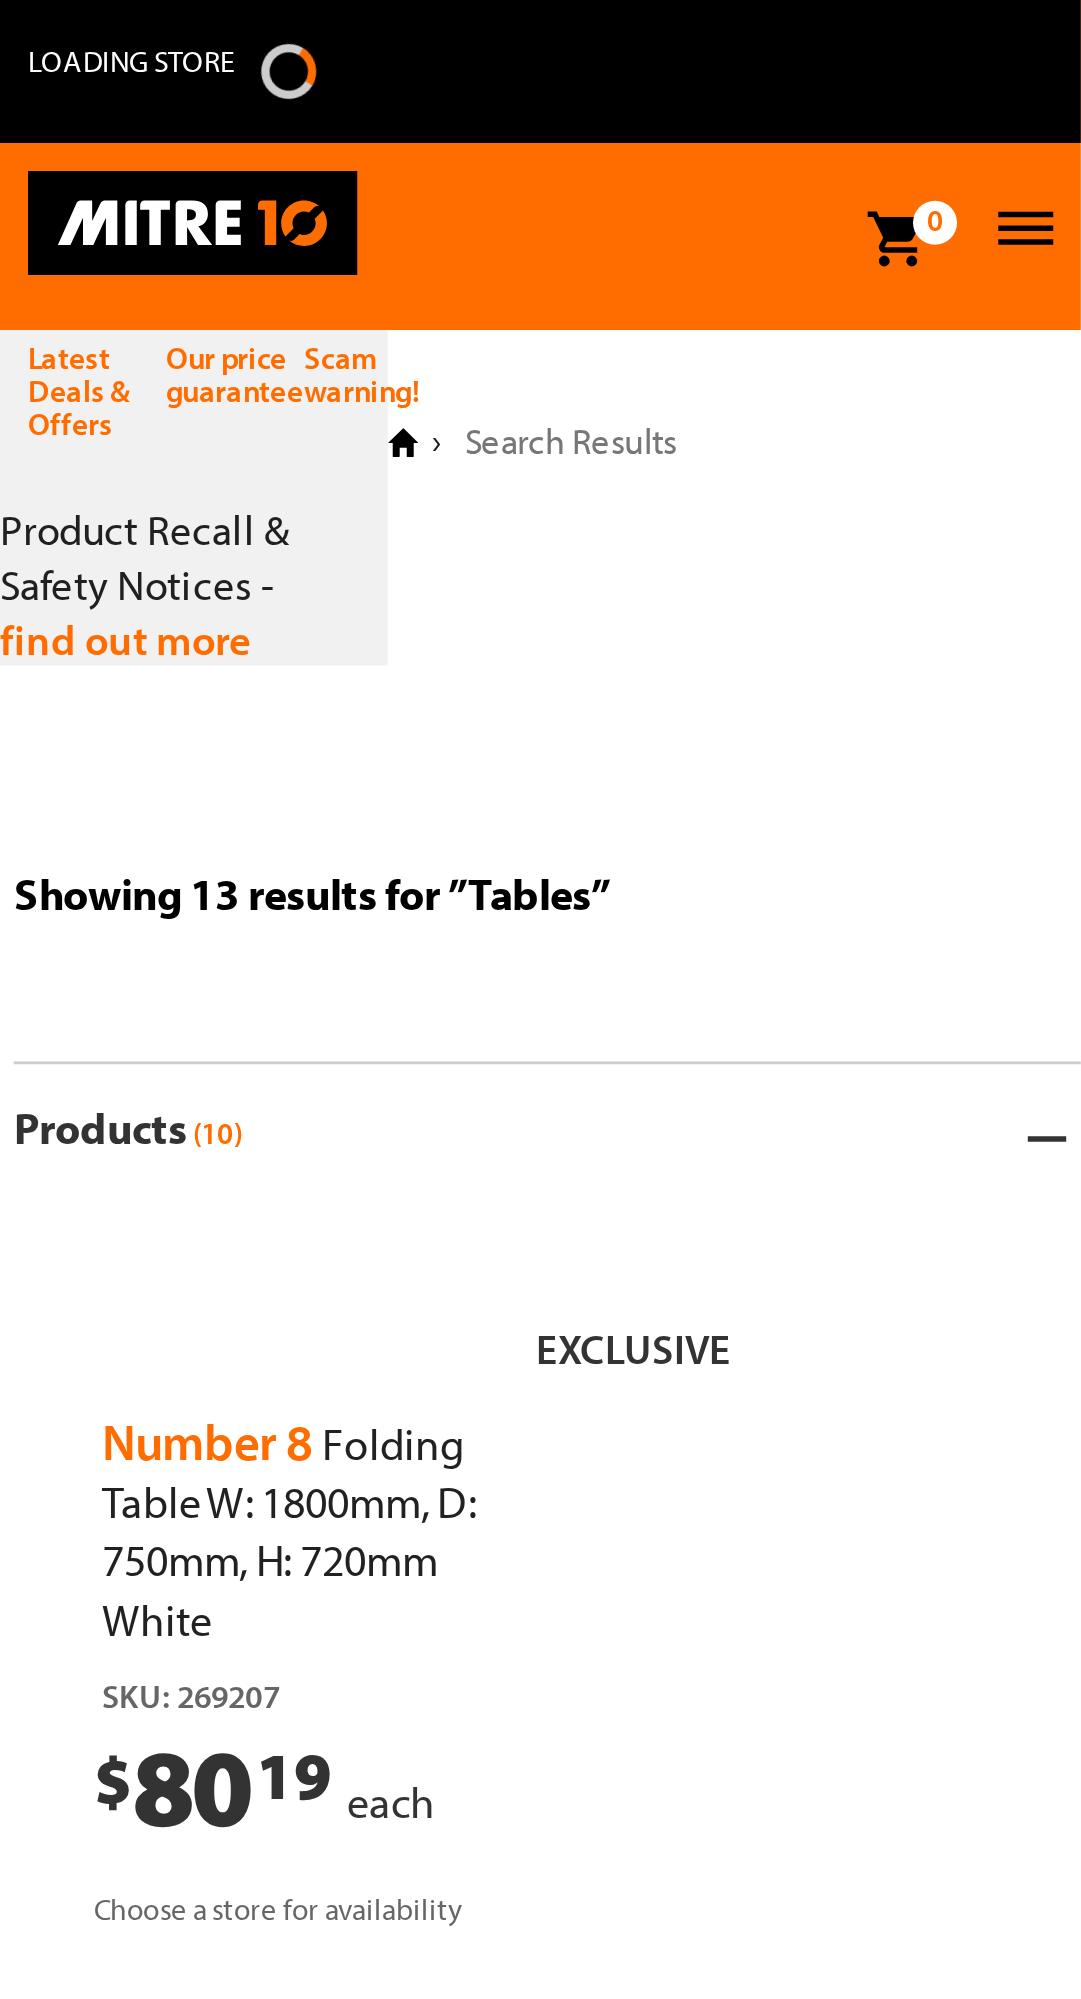 LOADING STORE
MITRE 10
0
Latest Deals & Offers
Our price guarantee
Scam warning!
› Search Results
Product Recall &
Safety Notices -
find out more
Showing 13 results for ”Tables”
Products (10)
EXCLUSIVE
Number 8 Folding
Table W: 1800mm, D:
750mm, H: 720mm
White
SKU: 269207
$80 19 each
Choose a store for availability